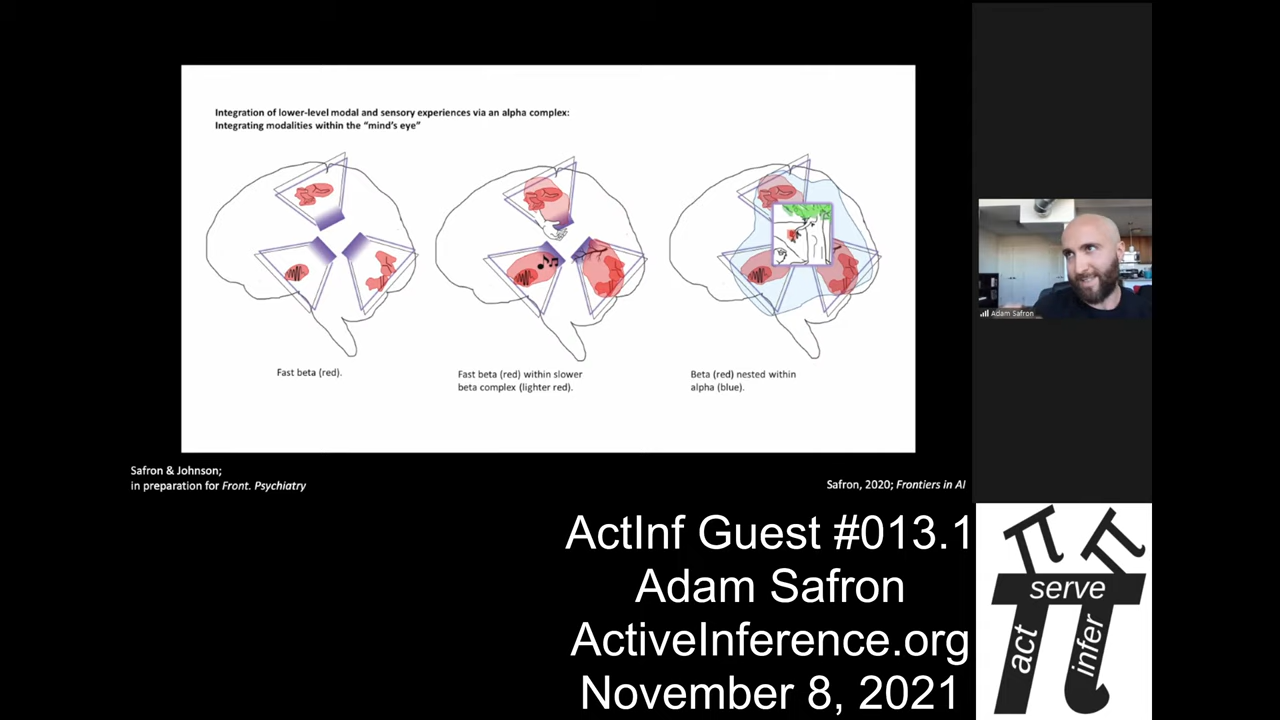 Integration of lower-level modal and sensory experiences via an alpha complex:
Integrating modalities within the “mind’s eye”
Fast beta (red).
Fast beta (red) within slower
beta complex (lighter red).
Beta (red) nested within
alpha (blue).
Safron & Johnson;
in preparation for Front. Psychiatry
Safron, 2020; Frontiers in AI
Adam Safron
ActInf Guest #013.1
Adam Safron
ActiveInference.org
November 8, 2021
serve
act
infer